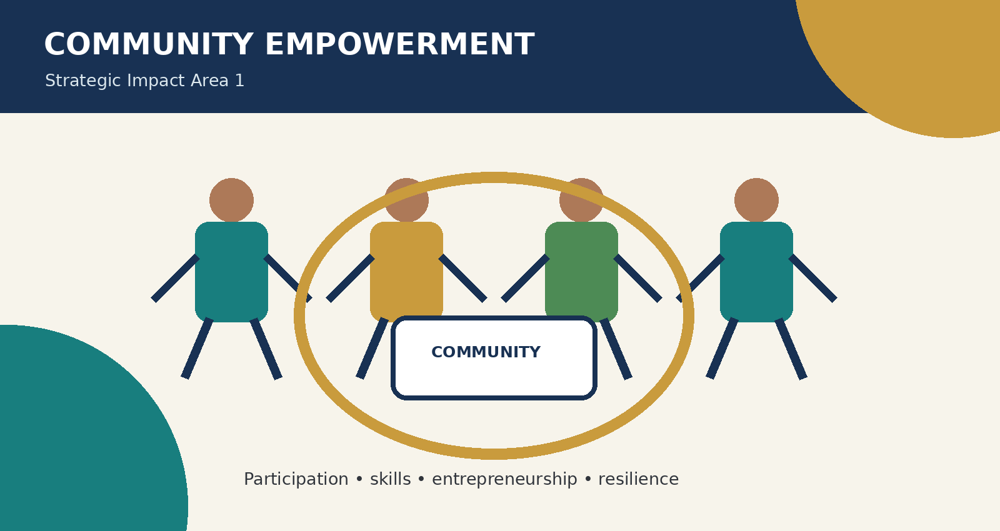 COMMUNITY EMPOWERMENT
Strategic Impact Area 1
COMMUNITY
Participation • skills • entrepreneurship • resilience